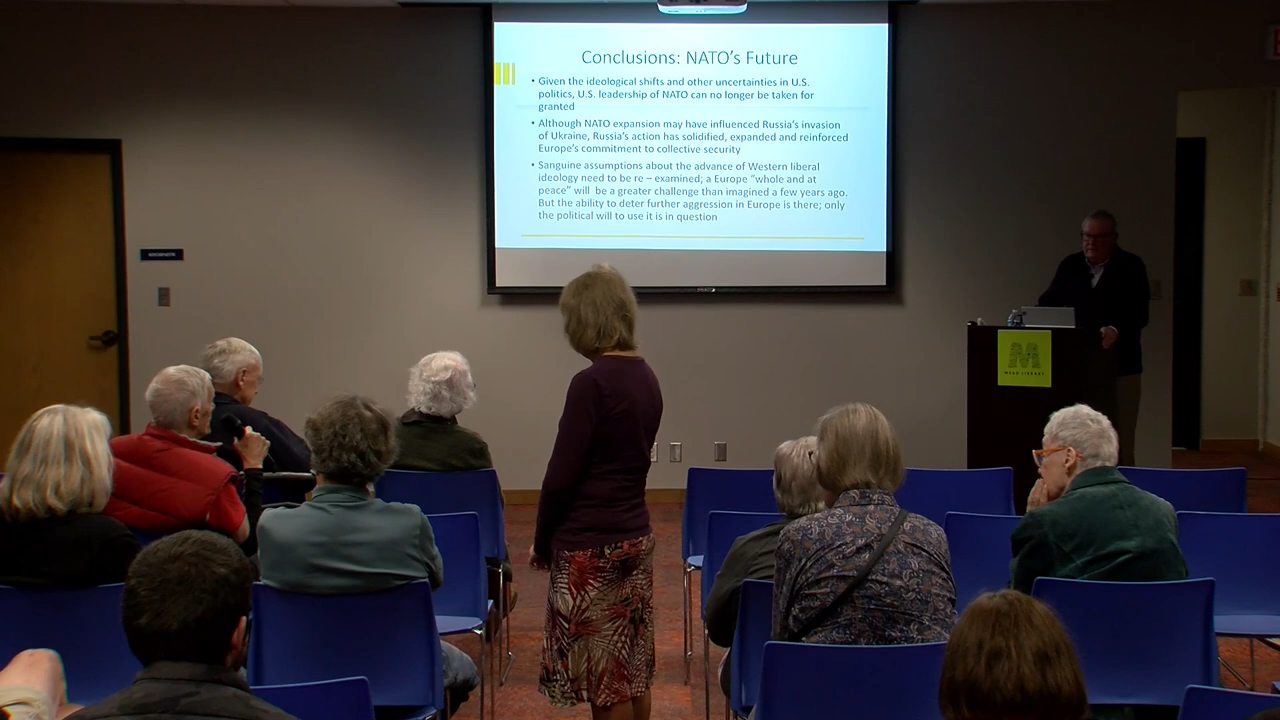 Conclusions: NATO's Future
• Given the ideological shifts and other uncertainties in U.S.
politics, U.S. leadership of NATO can no longer be taken for
granted
• Although NATO expansion may have influenced Russia's invasion
of Ukraine, Russia's action has solidified, expanded and reinforced
Europe's commitment to collective security
• Sanguine assumptions about the advance of Western liberal
ideology need to be re – examined; a Europe "whole and at
peace" will  be a greater challenge than imagined a few years ago.
But the ability to deter further aggression in Europe is there; only
the political will to use it is in question
M
MEAD LIBRARY